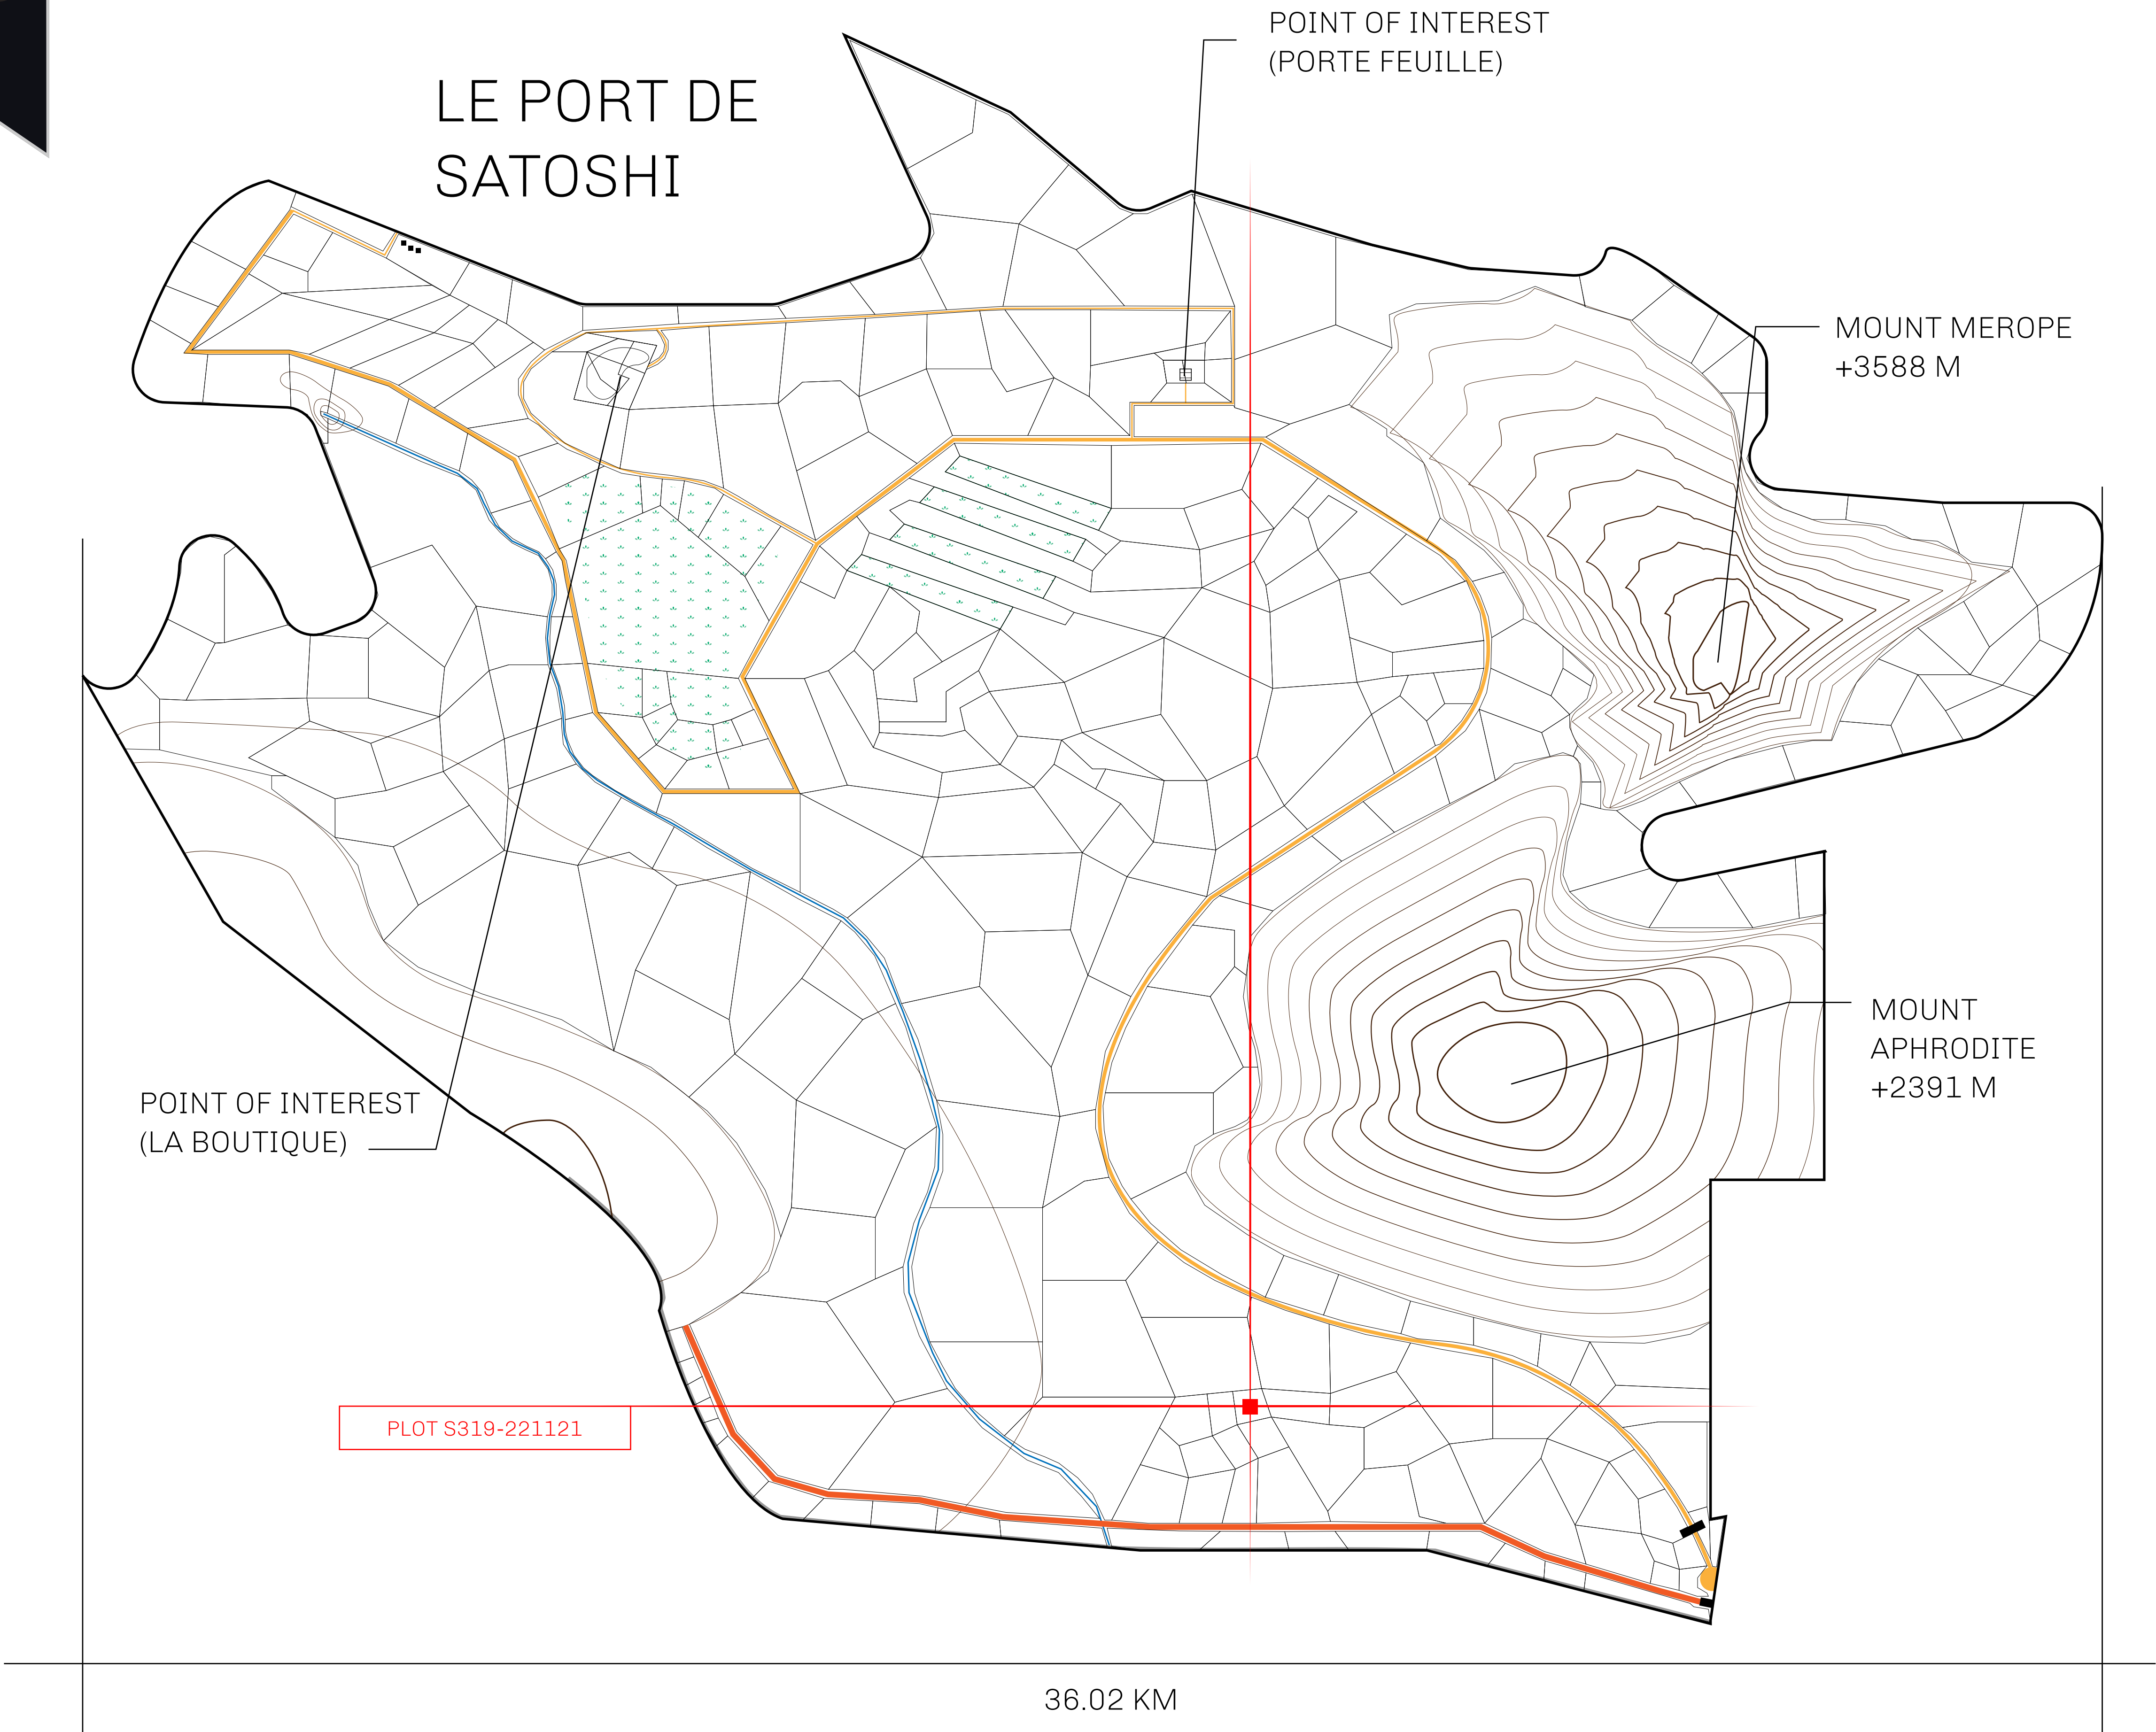 POINT OF INTEREST
(PORTE FEUILLE)
LE PORT DE
SATOSHI
MOUNT MEROPE
+3588 M
MOUNT
APHRODITE
+2391 M
POINT OF INTEREST
(LA BOUTIQUE)
PLOT S319-221121
36.02 KM